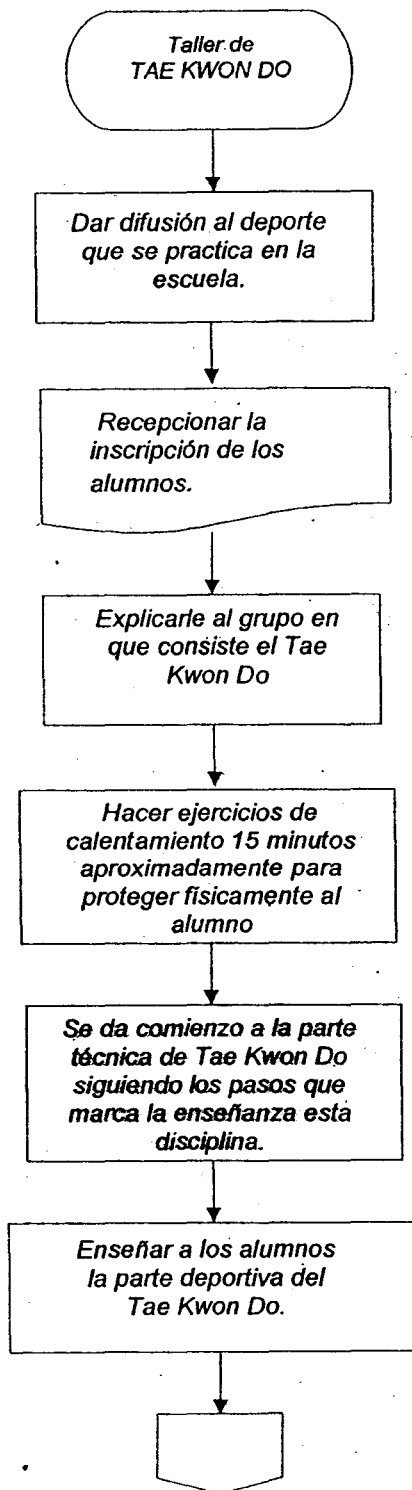 Taller de
TAE KWON DO
Dar difusión al deporte
que se practica en la
escuela.
Recepcionar la
inscripción de los
alumnos.
Explicarle al grupo en
que consiste el Tae
Kwon Do
Hacer ejercicios de
calentamiento 15 minutos
aproximadamente para
proteger físicamente al
alumno
Se da comienzo a la parte
técnica de Tae Kwon Do
siguiendo los pasos que
marca la enseñanza esta
disciplina.
Enseñar a los alumnos
la parte deportiva del
Tae Kwon Do.